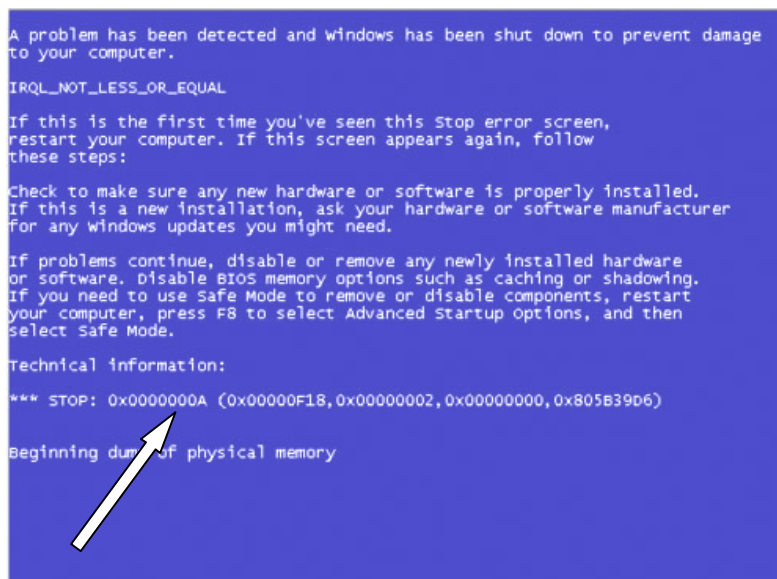 A problem has been detected and windows has been shut down to prevent damage
to your computer.
IRQL_NOT_LESS_OR_EQUAL
If this is the first time you've seen this Stop error screen,
restart your computer. If this screen appears again, follow
these steps:
Check to make sure any new hardware or software is properly installed.
If this is a new installation, ask your hardware or software manufacturer
for any windows updates you might need.
If problems continue, disable or remove any newly installed hardware
or software. Disable BIOS memory options such as caching or shadowing.
If you need to use Safe Mode to remove or disable components, restart
your computer, press F8 to select Advanced Startup Options, and then
select Safe Mode.
Technical information:
*** STOP: 0x0000000A (0x00000F18,0x00000002,0x00000000,0x805B39D6)
Beginning dump of physical memory